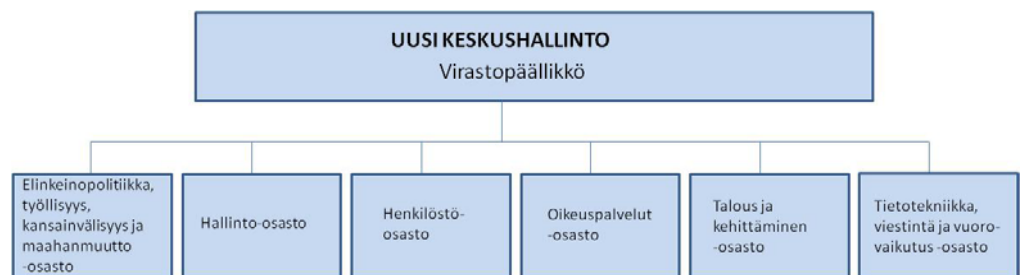 UUSI KESKUSHALLINTO
Virastopäällikkö
Elinkeinopolitiikka,
työllisyys,
kansainvälisyys ja
maahanmuutto
-osasto
Hallinto-osasto
Henkilöstö-
osasto
Oikeuspalvelut
-osasto
Talous ja
kehittäminen
-osasto
Tietotekniikka,
viestintä ja vuoro-
vaikutus -osasto